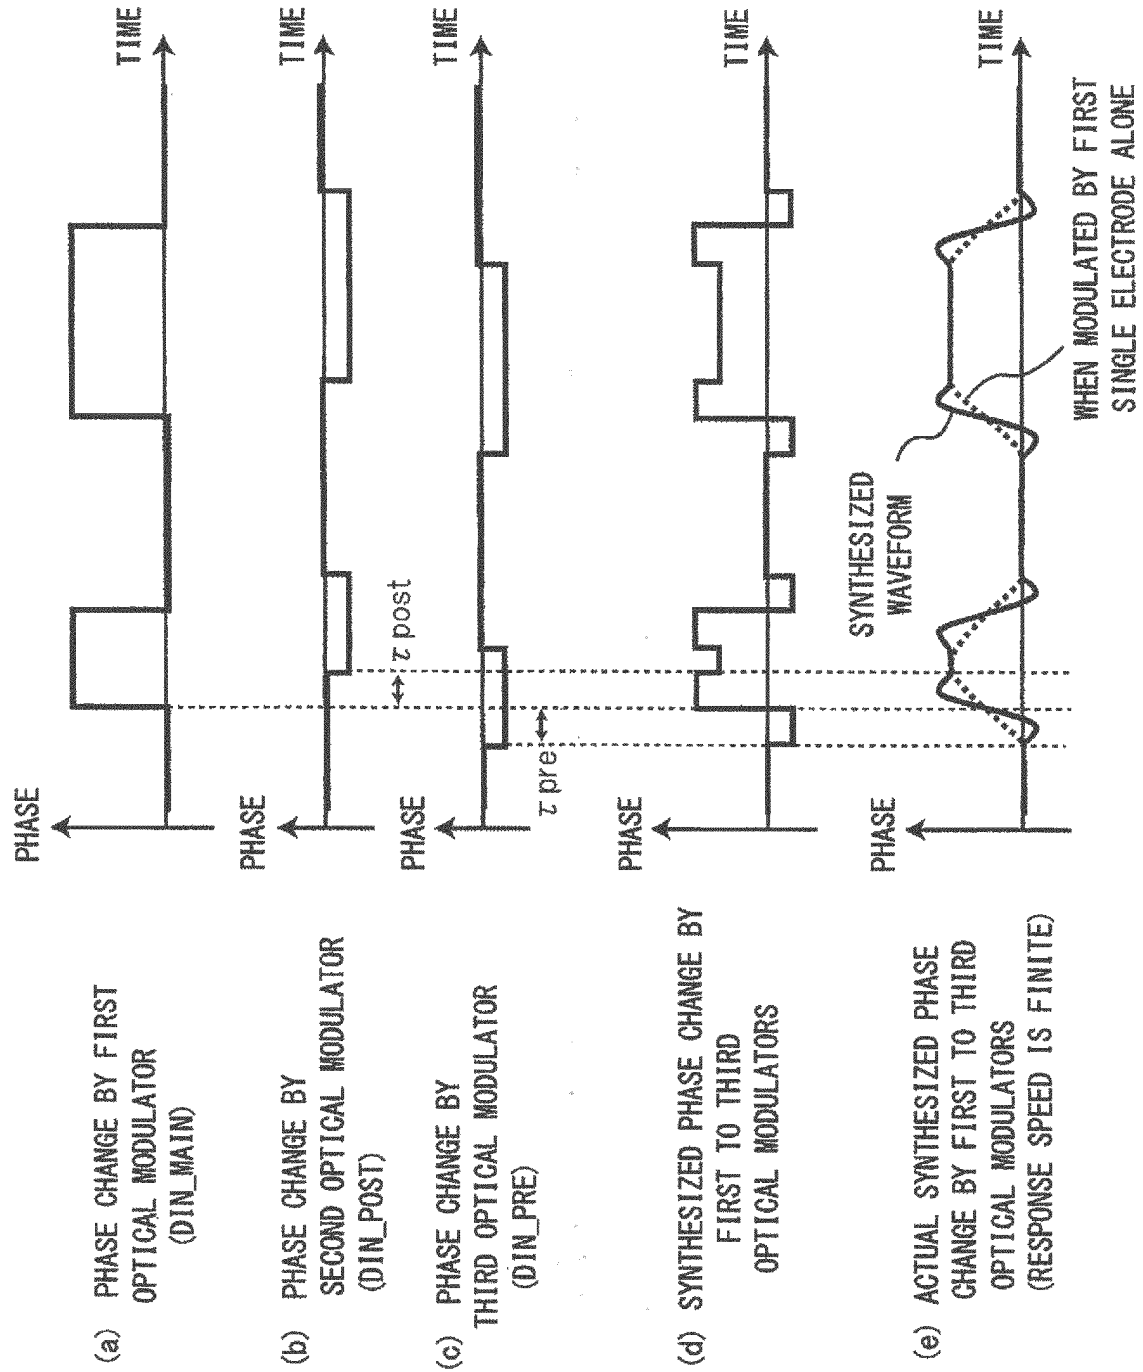 (a) PHASE CHANGE BY FIRST
OPTICAL MODULATOR
(DIN_MAIN)
PHASE
TIME
(b) PHASE CHANGE BY
SECOND OPTICAL MODULATOR
(DIN_POST)
PHASE
τ post
TIME
(c) PHASE CHANGE BY
THIRD OPTICAL MODULATOR
(DIN_PRE)
PHASE
τ pre
TIME
(d) SYNTHESIZED PHASE CHANGE BY
FIRST TO THIRD
OPTICAL MODULATORS
PHASE
TIME
(e) ACTUAL SYNTHESIZED PHASE
CHANGE BY FIRST TO THIRD
OPTICAL MODULATORS
(RESPONSE SPEED IS FINITE)
PHASE
SYNTHESIZED
WAVEFORM
TIME
WHEN MODULATED BY FIRST
SINGLE ELECTRODE ALONE